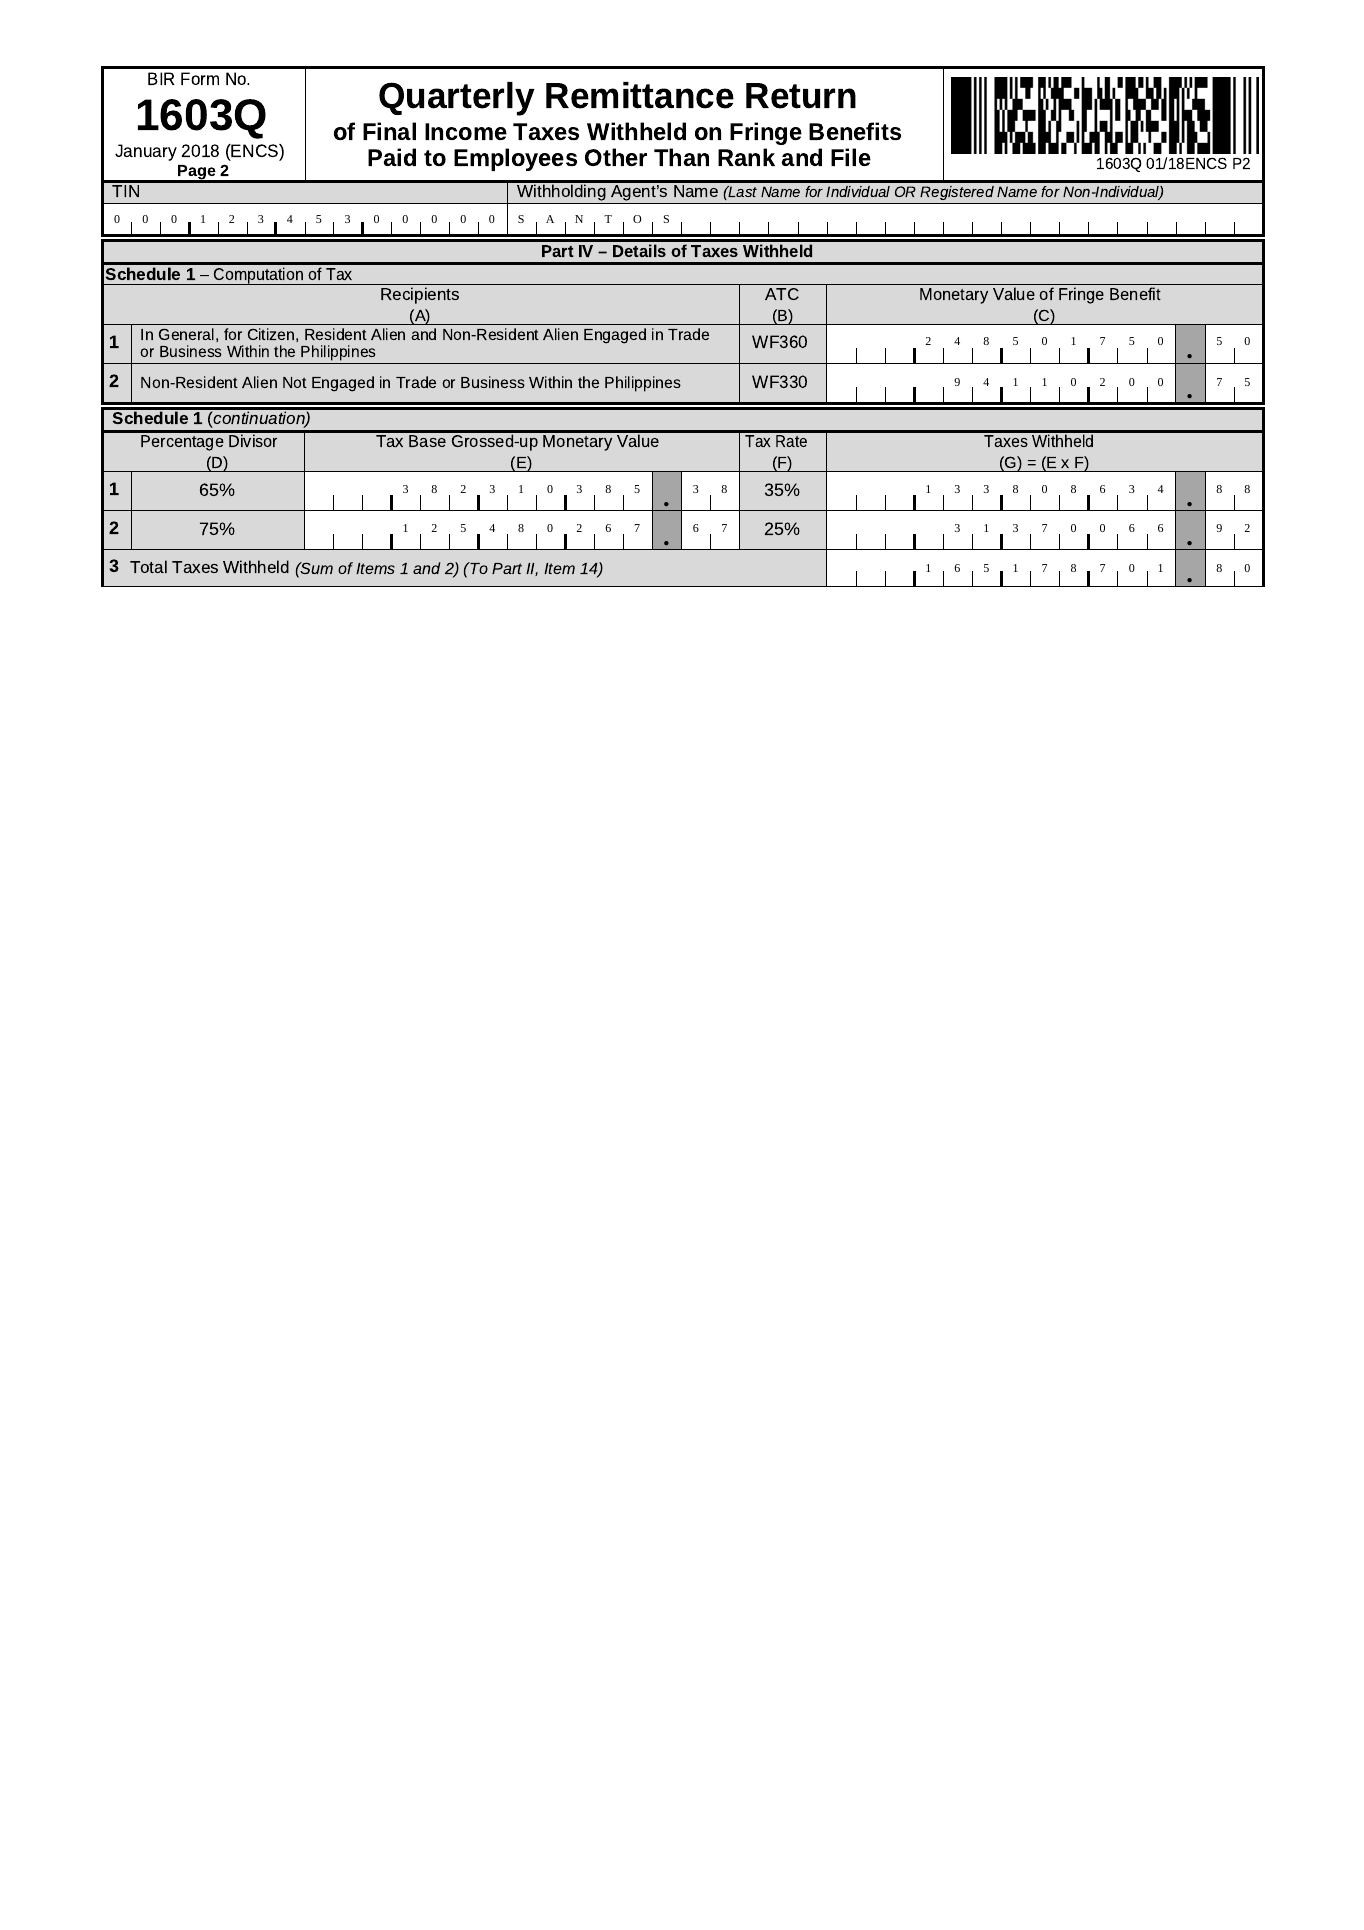 BIR Form No.
1603Q
January 2018 (ENCS)
Page 2
Quarterly Remittance Return
of Final Income Taxes Withheld on Fringe Benefits
Paid to Employees Other Than Rank and File
1603Q 01/18ENCS P2
TIN
Withholding Agent's Name (Last Name for Individual OR Registered Name for Non-Individual)
0 0 0 1 2 3 4 5 3 0 0 0 0 0
S A N T O S
Part IV – Details of Taxes Withheld
Schedule 1 – Computation of Tax
Recipients
(A)
ATC
(B)
Monetary Value of Fringe Benefit
(C)
1
In General, for Citizen, Resident Alien and Non-Resident Alien Engaged in Trade
or Business Within the Philippines
WF360
2 4 8 5 0 1 7 5 0 . 5 0
2
Non-Resident Alien Not Engaged in Trade or Business Within the Philippines
WF330
9 4 1 1 0 2 0 0 . 7 5
Schedule 1 (continuation)
Percentage Divisor
(D)
Tax Base Grossed-up Monetary Value
(E)
Tax Rate
(F)
Taxes Withheld
(G) = (E x F)
1
65%
3 8 2 3 1 0 3 8 5 . 3 8
35%
1 3 3 8 0 8 6 3 4 . 8 8
2
75%
1 2 5 4 8 0 2 6 7 . 6 7
25%
3 1 3 7 0 0 6 6 . 9 2
3 Total Taxes Withheld (Sum of Items 1 and 2) (To Part II, Item 14)
1 6 5 1 7 8 7 0 1 . 8 0